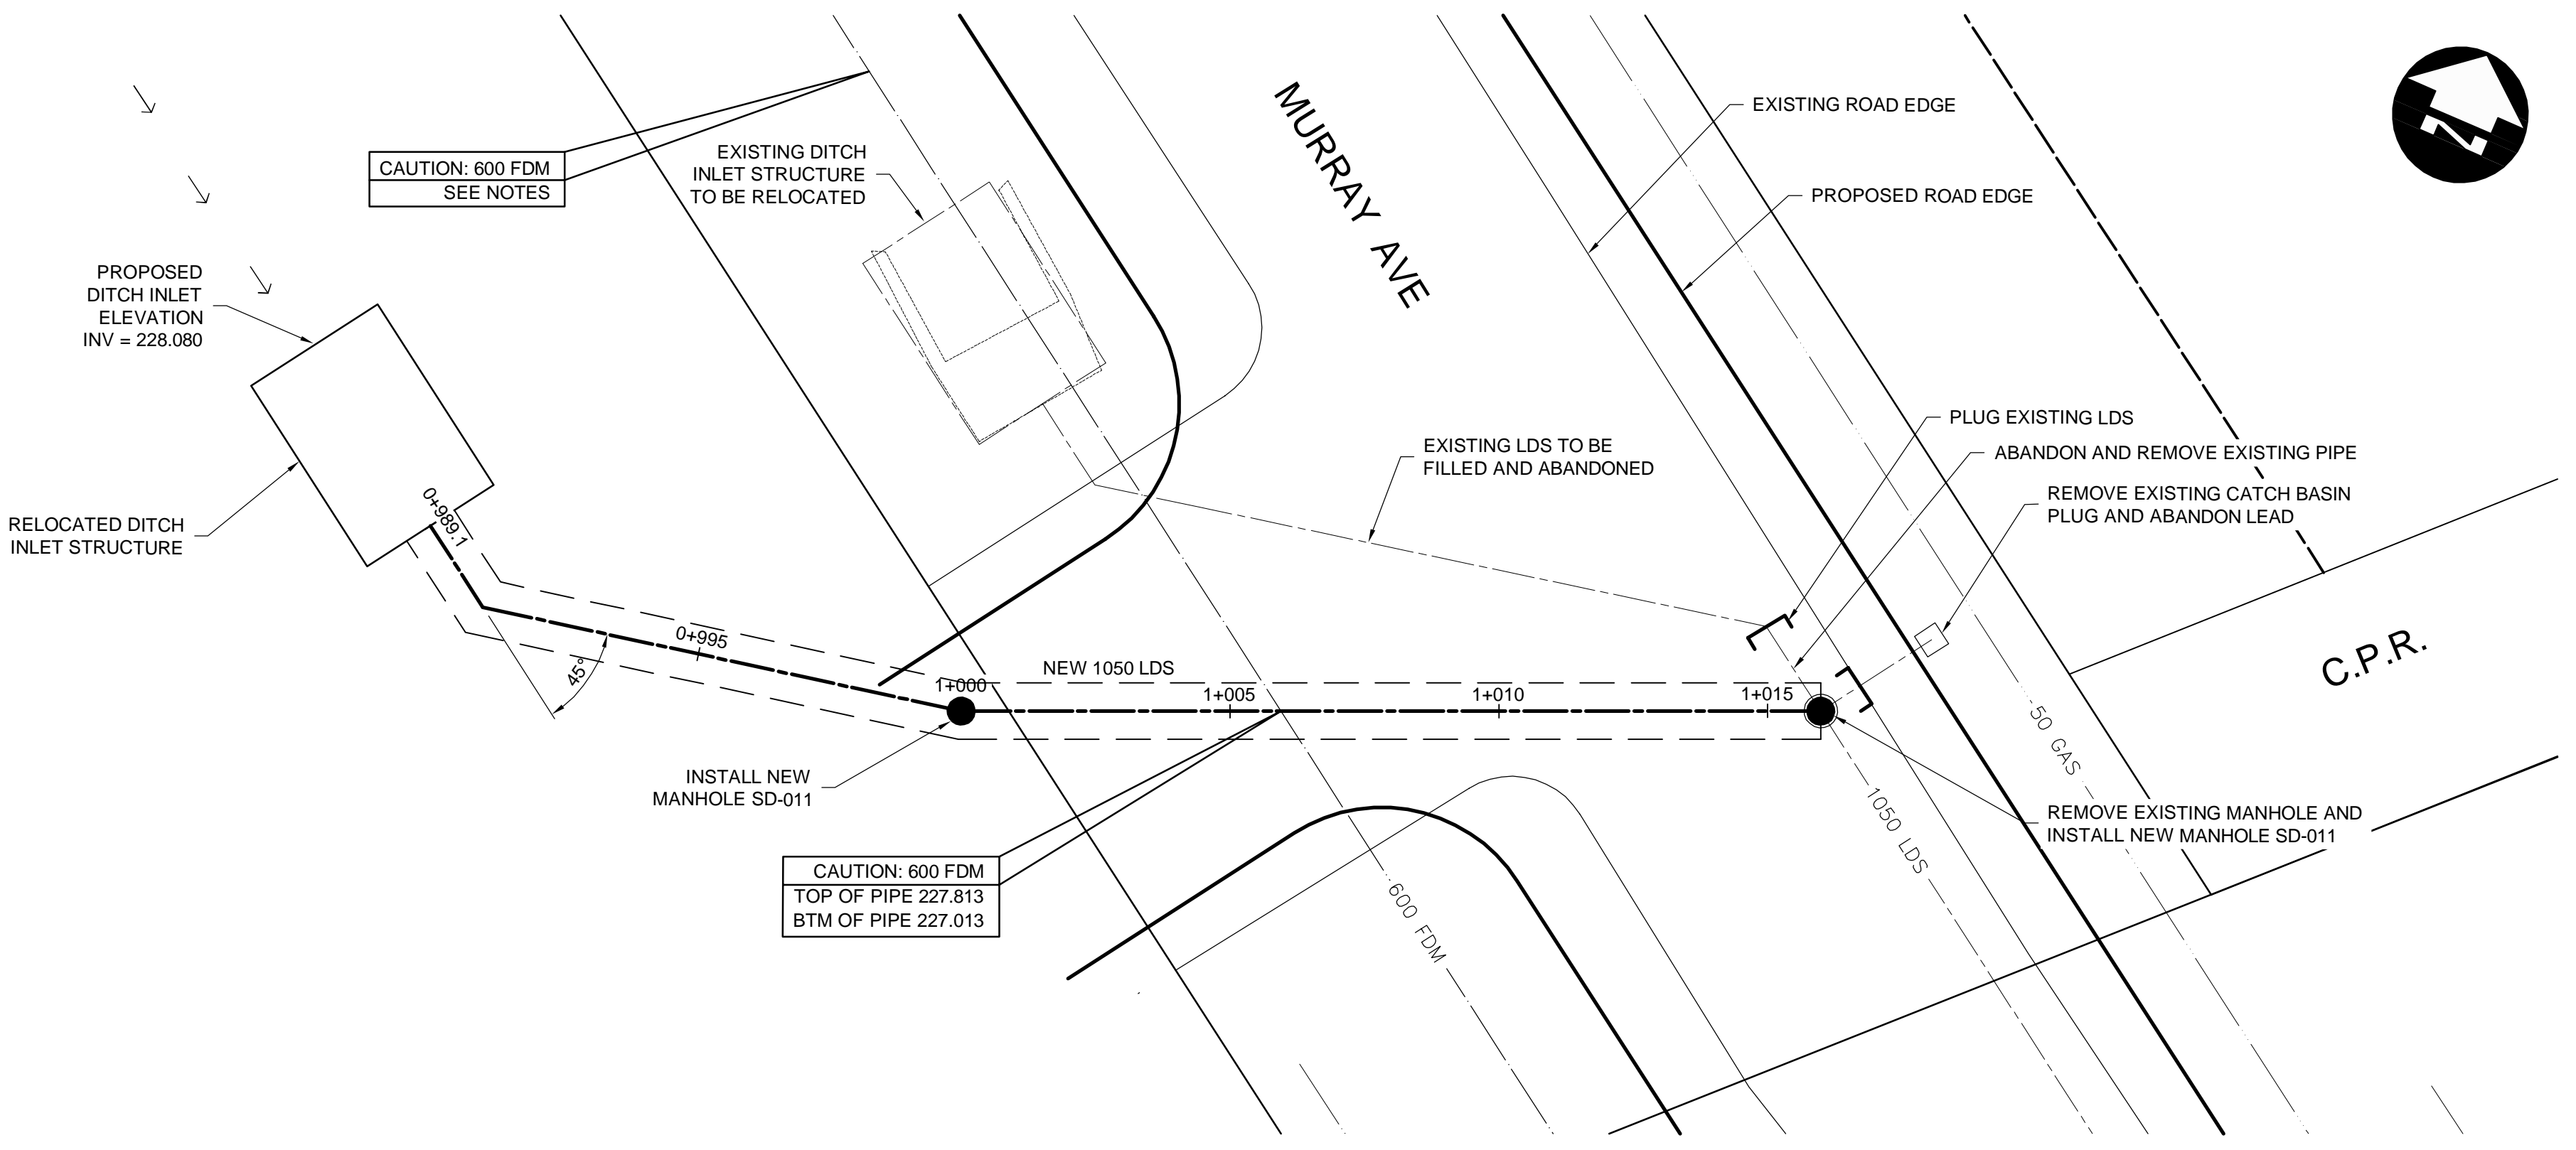 MURRAY AVE
EXISTING ROAD EDGE
PROPOSED ROAD EDGE
CAUTION: 600 FDM
SEE NOTES
EXISTING DITCH
INLET STRUCTURE
TO BE RELOCATED
PROPOSED
DITCH INLET
ELEVATION
INV = 228.080
RELOCATED DITCH
INLET STRUCTURE
0+989.1
45°
0+995
1+000
NEW 1050 LDS
1+005
1+010
1+015
EXISTING LDS TO BE
FILLED AND ABANDONED
PLUG EXISTING LDS
ABANDON AND REMOVE EXISTING PIPE
REMOVE EXISTING CATCH BASIN
PLUG AND ABANDON LEAD
C.P.R.
50 GAS
1050 LDS
600 FDM
INSTALL NEW
MANHOLE SD-011
REMOVE EXISTING MANHOLE AND
INSTALL NEW MANHOLE SD-011
CAUTION: 600 FDM
TOP OF PIPE 227.813
BTM OF PIPE 227.013
N